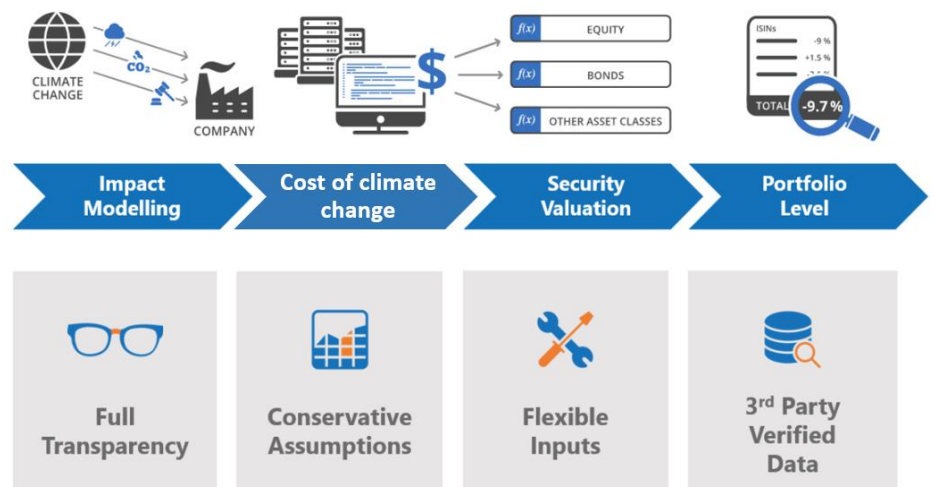 CLIMATE
CHANGE
CO₂
COMPANY
$
f(x) EQUITY
f(x) BONDS
f(x) OTHER ASSET CLASSES
ISINs
-9 %
+1.5 %
TOTAL -9.7 %
Impact
Modelling
Cost of climate
change
Security
Valuation
Portfolio
Level
Full
Transparency
Conservative
Assumptions
Flexible
Inputs
3rd Party
Verified
Data